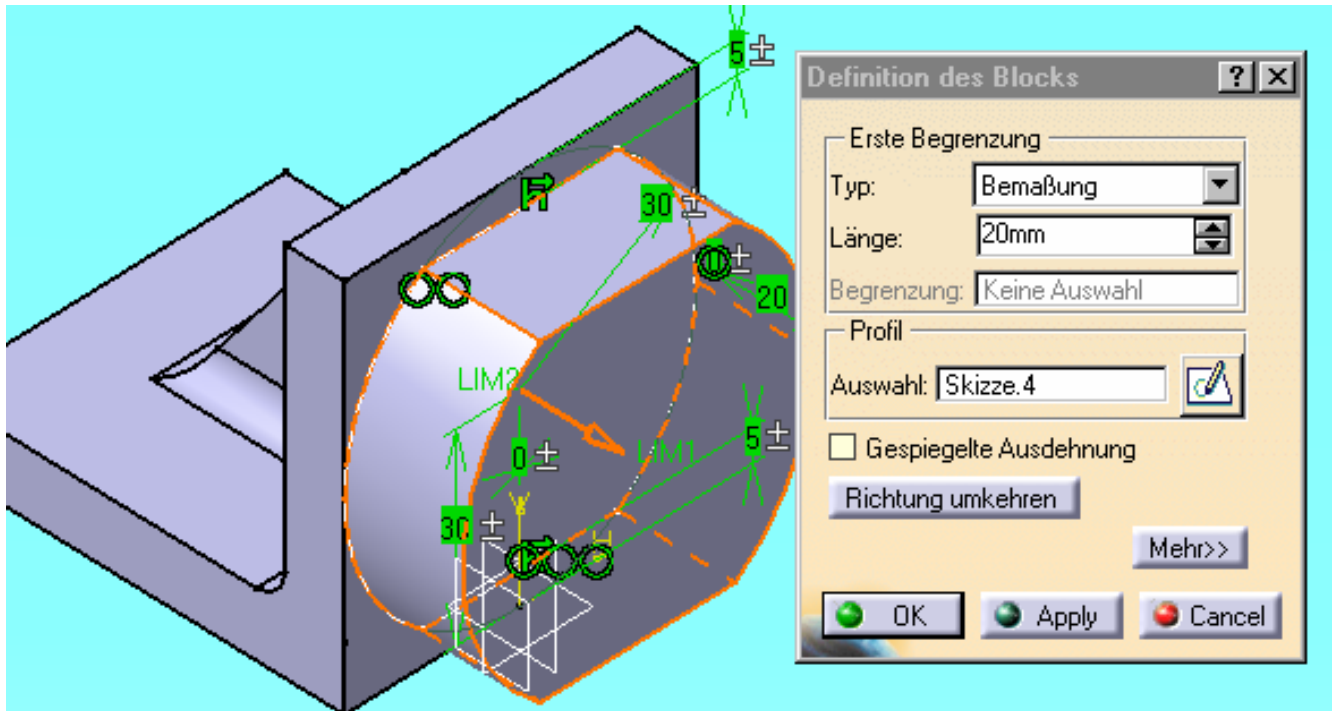 5
30
20
LIM2
LIM1
5
0
30
Y
H
Definition des Blocks
Erste Begrenzung
Typ: Bemaßung
Länge: 20mm
Begrenzung: Keine Auswahl
Profil
Auswahl: Skizze.4
Gespiegelte Ausdehnung
Richtung umkehren
Mehr>>
OK Apply Cancel